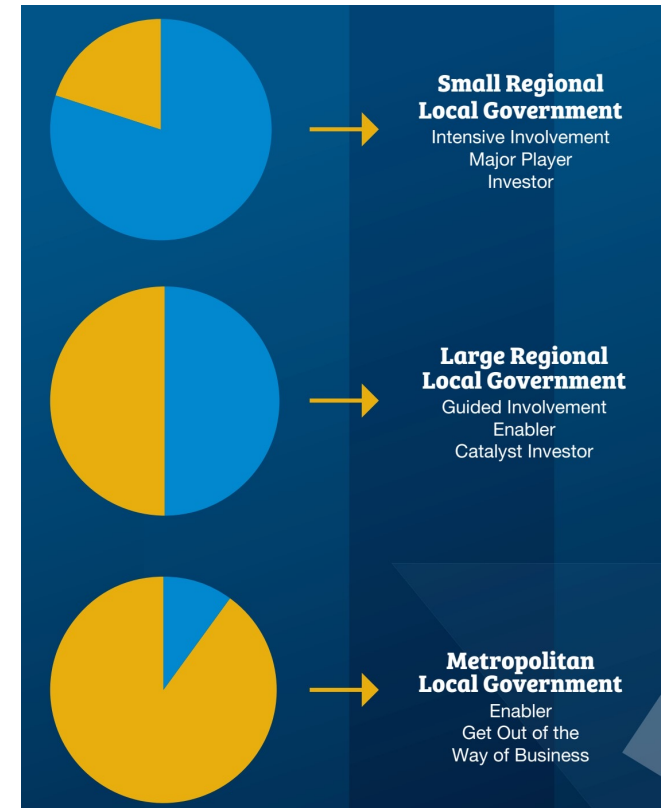 Small Regional
Local Government
Intensive Involvement
Major Player
Investor
Large Regional
Local Government
Guided Involvement
Enabler
Catalyst Investor
Metropolitan
Local Government
Enabler
Get Out of the
Way of Business